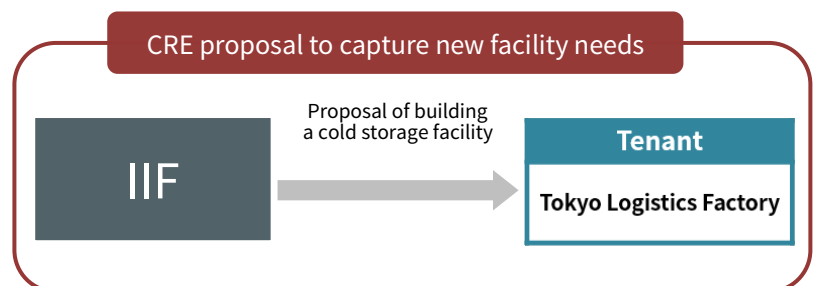 CRE proposal to capture new facility needs
Proposal of building
a cold storage facility
IIF
Tenant
Tokyo Logistics Factory